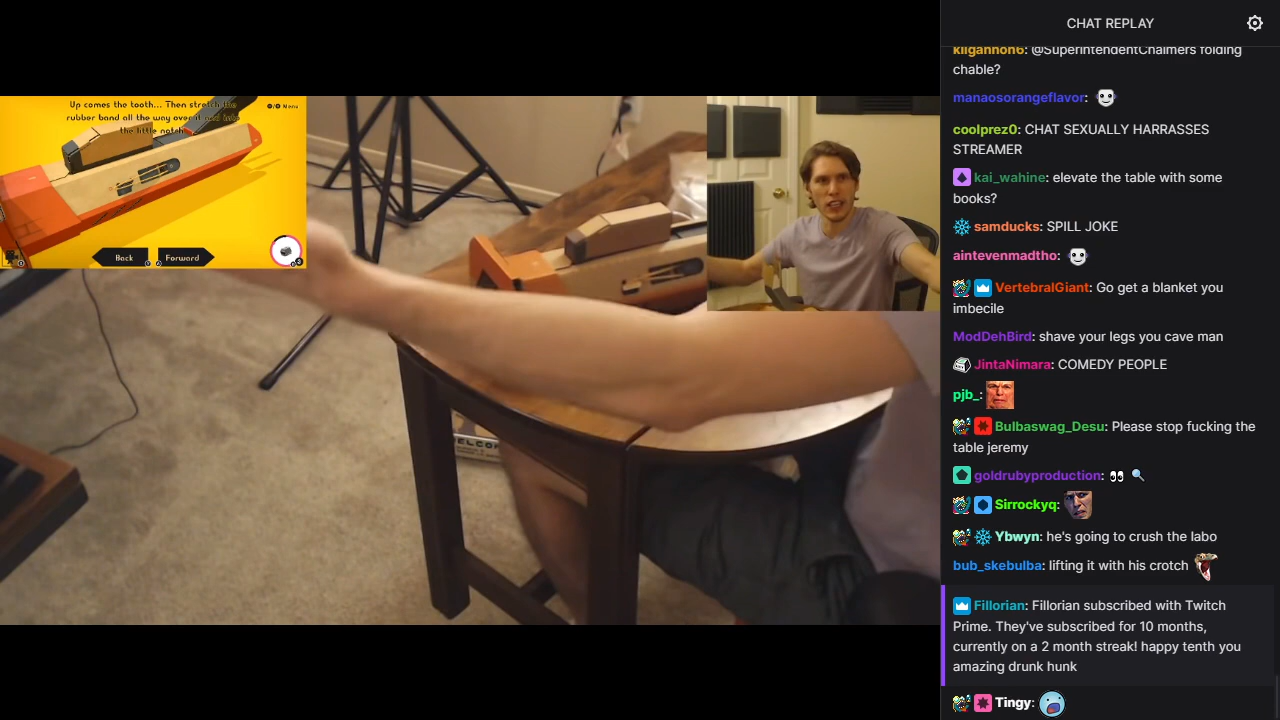 Up comes the tooth... Then stretch the
rubber band all the way over it and into
the little notch.
Menu
Back
Forward
ELCOM
CHAT REPLAY
kilgannon6: @SuperintendentChalmers folding
chable?
manaosorangeflavor:
coolprez0: CHAT SEXUALLY HARRASSES
STREAMER
kai_wahine: elevate the table with some
books?
samducks: SPILL JOKE
aintevenmadtho:
VertebralGiant: Go get a blanket you
imbecile
ModDehBird: shave your legs you cave man
JintaNimara: COMEDY PEOPLE
pjb_:
Bulbaswag_Desu: Please stop fucking the
table jeremy
goldrubyproduction:
Sirrockyq:
Ybwyn: he's going to crush the labo
bub_skebulba: lifting it with his crotch
Fillorian: Fillorian subscribed with Twitch
Prime. They've subscribed for 10 months,
currently on a 2 month streak! happy tenth you
amazing drunk hunk
Tingy: